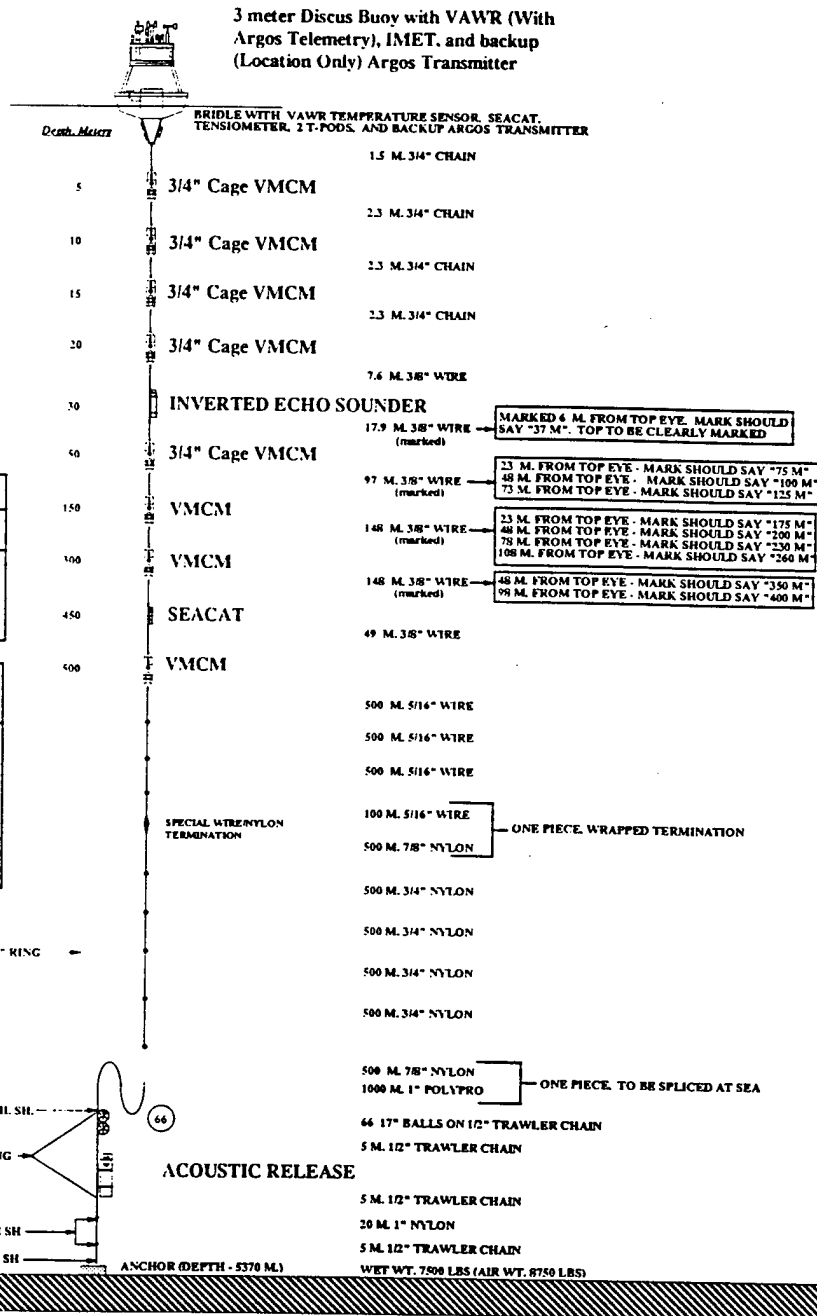 3 meter Discus Buoy with VAWR (With
Argos Telemetry), IMET, and backup
(Location Only) Argos Transmitter
Depth, Meters
BRIDLE WITH VAWR TEMPERATURE SENSOR, SEACAT,
TENSIOMETER, 2 T-PODS, AND BACKUP ARGOS TRANSMITTER
1.5 M. 3/4" CHAIN
5 3/4" Cage VMCM
2.3 M. 3/4" CHAIN
10 3/4" Cage VMCM
2.3 M. 3/4" CHAIN
15 3/4" Cage VMCM
2.3 M. 3/4" CHAIN
20 3/4" Cage VMCM
7.6 M. 3/8" WIRE
30 INVERTED ECHO SOUNDER
17.9 M. 3/8" WIRE
(marked)
MARKED 6 M. FROM TOP EYE. MARK SHOULD
SAY "37 M". TOP TO BE CLEARLY MARKED
50 3/4" Cage VMCM
97 M. 3/8" WIRE
(marked)
23 M. FROM TOP EYE - MARK SHOULD SAY "75 M"
48 M. FROM TOP EYE - MARK SHOULD SAY "100 M"
73 M. FROM TOP EYE - MARK SHOULD SAY "125 M"
150 VMCM
148 M. 3/8" WIRE
(marked)
23 M. FROM TOP EYE - MARK SHOULD SAY "175 M"
48 M. FROM TOP EYE - MARK SHOULD SAY "200 M"
78 M. FROM TOP EYE - MARK SHOULD SAY "230 M"
108 M. FROM TOP EYE - MARK SHOULD SAY "260 M"
300 VMCM
148 M. 3/8" WIRE
(marked)
48 M. FROM TOP EYE - MARK SHOULD SAY "350 M"
98 M. FROM TOP EYE - MARK SHOULD SAY "400 M"
450 SEACAT
49 M. 3/8" WIRE
500 VMCM
500 M. 5/16" WIRE
500 M. 5/16" WIRE
500 M. 5/16" WIRE
SPECIAL WIRE/NYLON
TERMINATION
100 M. 5/16" WIRE
500 M. 7/8" NYLON
ONE PIECE, WRAPPED TERMINATION
500 M. 3/4" NYLON
500 M. 3/4" NYLON
" RING
500 M. 3/4" NYLON
500 M. 3/4" NYLON
500 M. 7/8" NYLON
1000 M. 1" POLYPRO
ONE PIECE, TO BE SPLICED AT SEA
SH.
66
66 17" BALLS ON 1/2" TRAWLER CHAIN
5 M. 1/2" TRAWLER CHAIN
ACOUSTIC RELEASE
5 M. 1/2" TRAWLER CHAIN
20 M. 1" NYLON
SH
5 M. 1/2" TRAWLER CHAIN
SH
ANCHOR (DEPTH - 5370 M.)
WET WT. 7500 LBS (AIR WT. 8750 LBS)